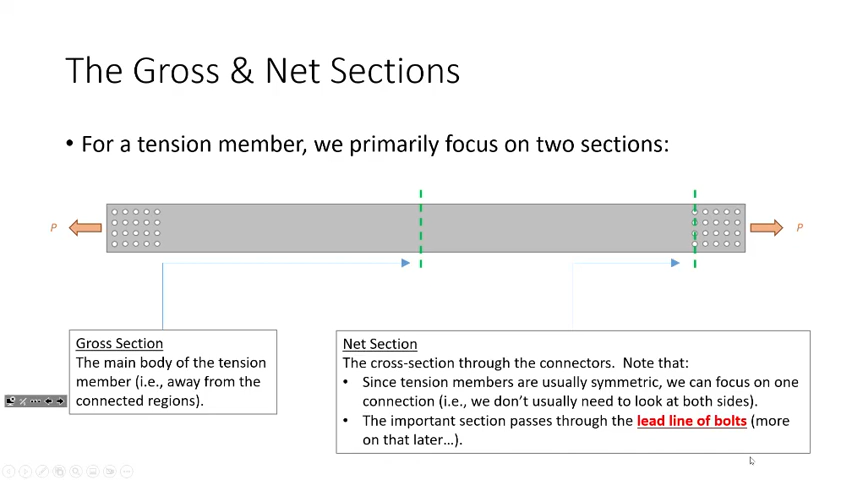 The Gross & Net Sections
• For a tension member, we primarily focus on two sections:
P
P
Gross Section
The main body of the tension
member (i.e., away from the
connected regions).
Net Section
The cross-section through the connectors.  Note that:
• Since tension members are usually symmetric, we can focus on one
connection (i.e., we don't usually need to look at both sides).
• The important section passes through the lead line of bolts (more
on that later…).